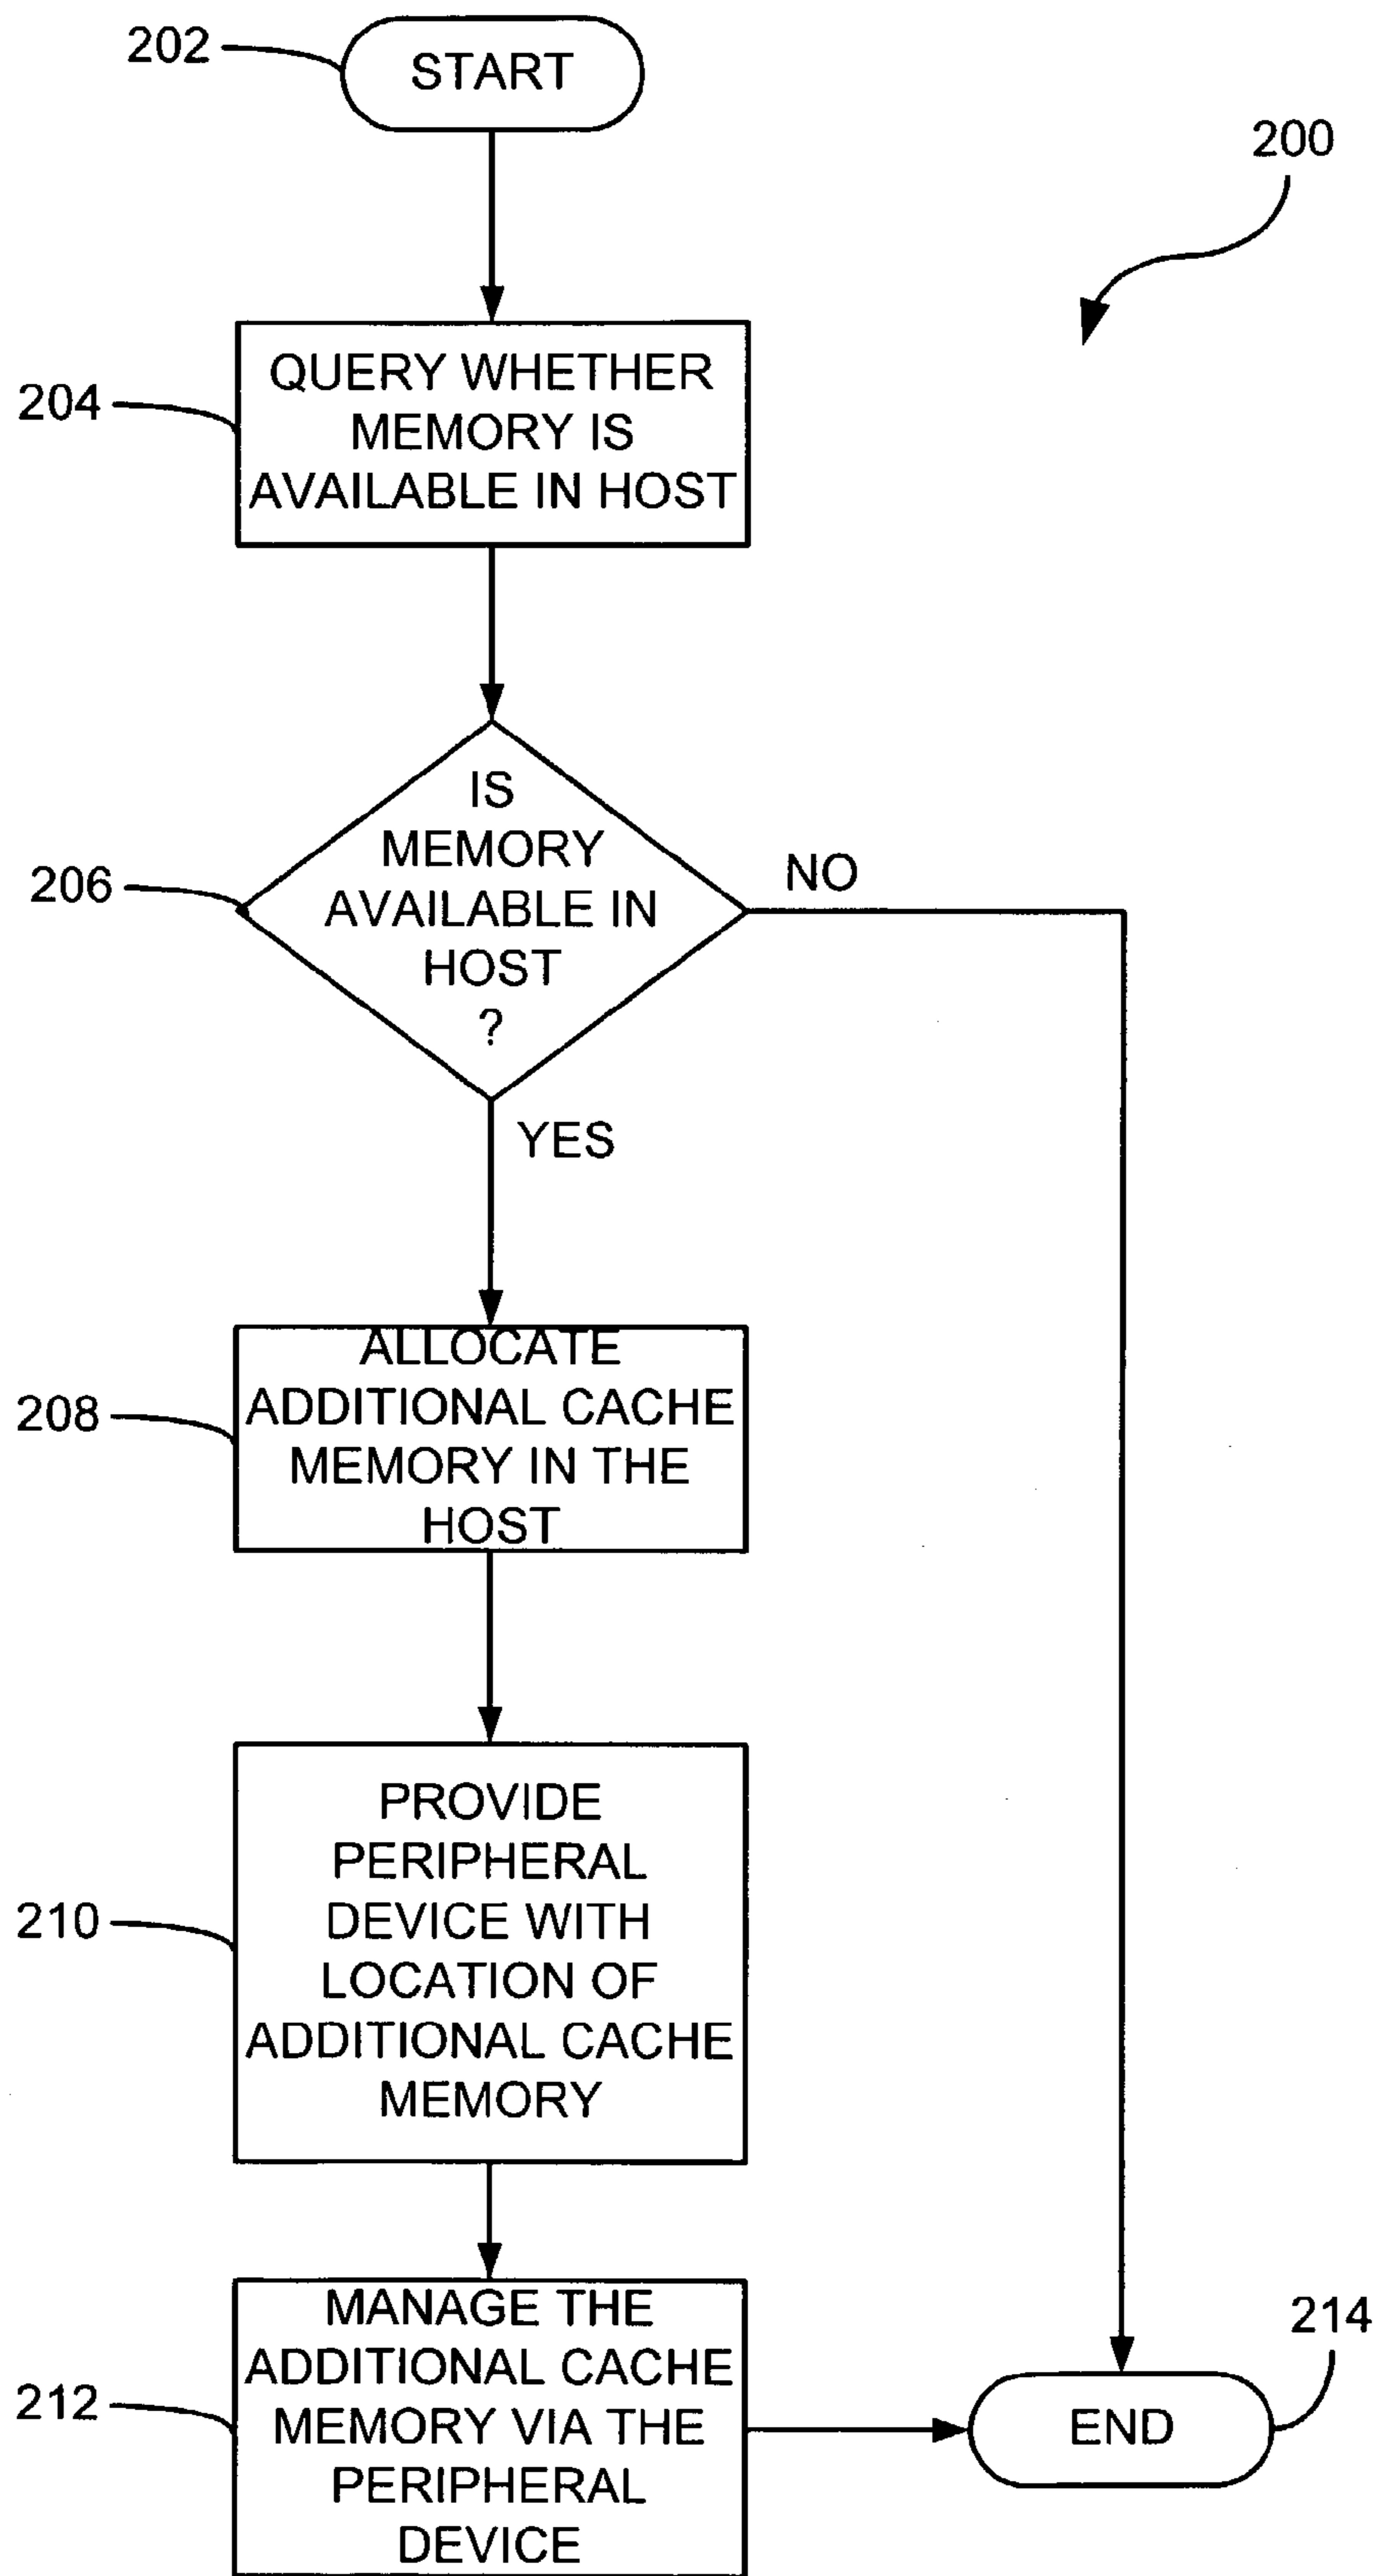 202
START
200
204
QUERY WHETHER
MEMORY IS
AVAILABLE IN HOST
206
IS
MEMORY
AVAILABLE IN
HOST
?
NO
YES
208
ALLOCATE
ADDITIONAL CACHE
MEMORY IN THE
HOST
210
PROVIDE
PERIPHERAL
DEVICE WITH
LOCATION OF
ADDITIONAL CACHE
MEMORY
212
MANAGE THE
ADDITIONAL CACHE
MEMORY VIA THE
PERIPHERAL
DEVICE
214
END